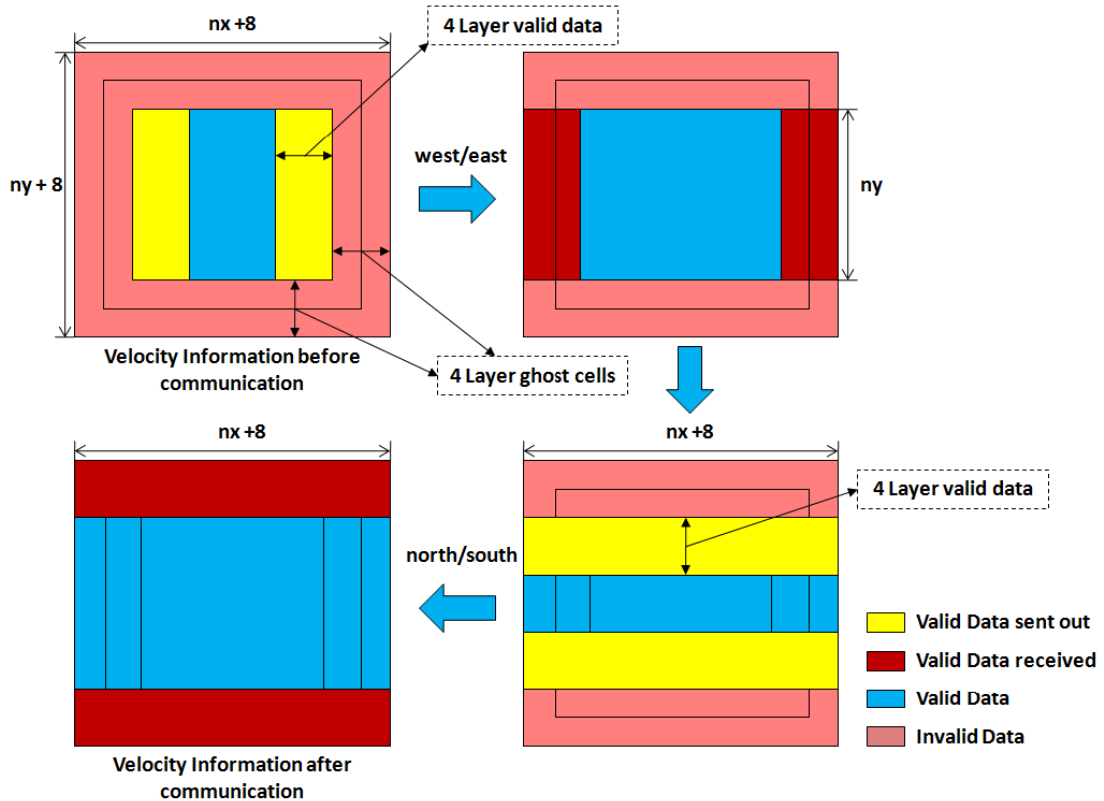 nx +8
4 Layer valid data
ny + 8
west/east
ny
Velocity Information before
communication
4 Layer ghost cells
nx +8
nx +8
4 Layer valid data
north/south
Valid Data sent out
Valid Data received
Valid Data
Invalid Data
Velocity Information after
communication